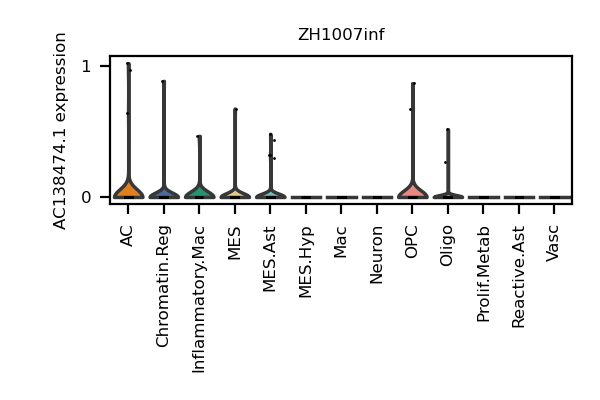 ZH1007inf
AC138474.1 expression
1
0
AC
Chromatin.Reg
Inflammatory.Mac
MES
MES.Ast
MES.Hyp
Mac
Neuron
OPC
Oligo
Prolif.Metab
Reactive.Ast
Vasc